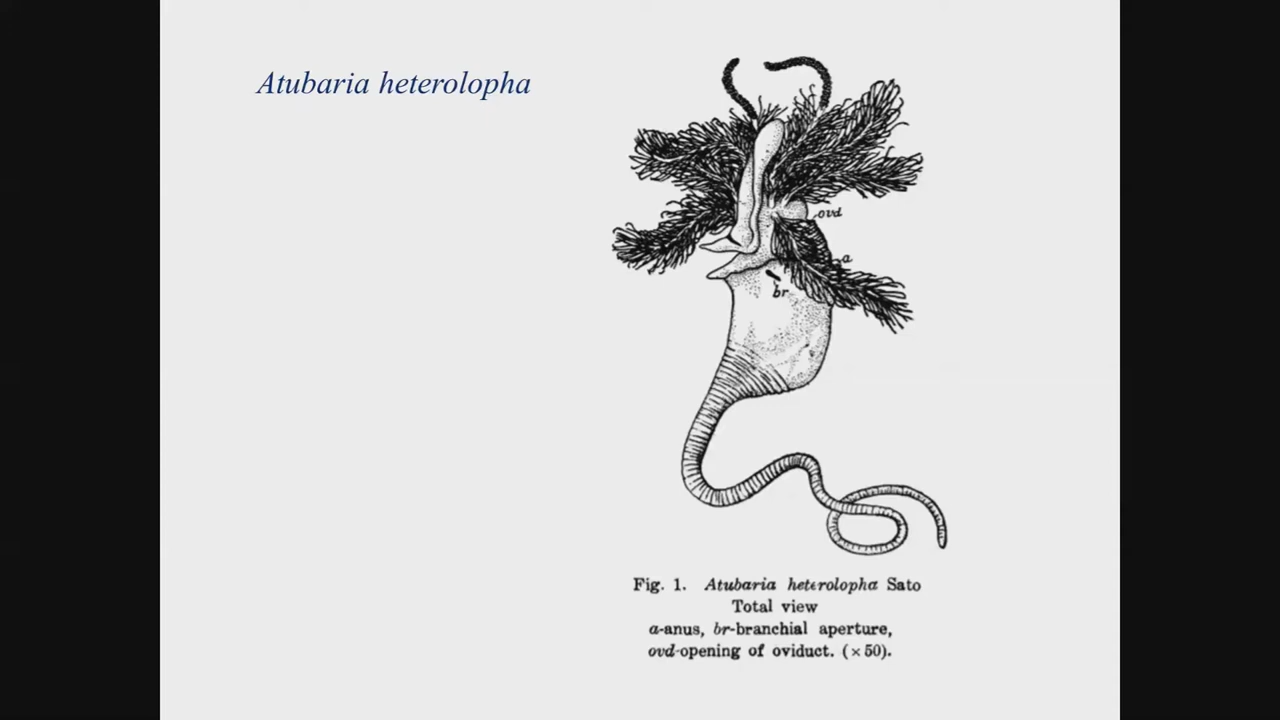 Atubaria heterolopha
ovd
a
br
Fig. 1. Atubaria heterolopha Sato
Total view
a-anus, br-branchial aperture,
ovd-opening of oviduct. (×50).